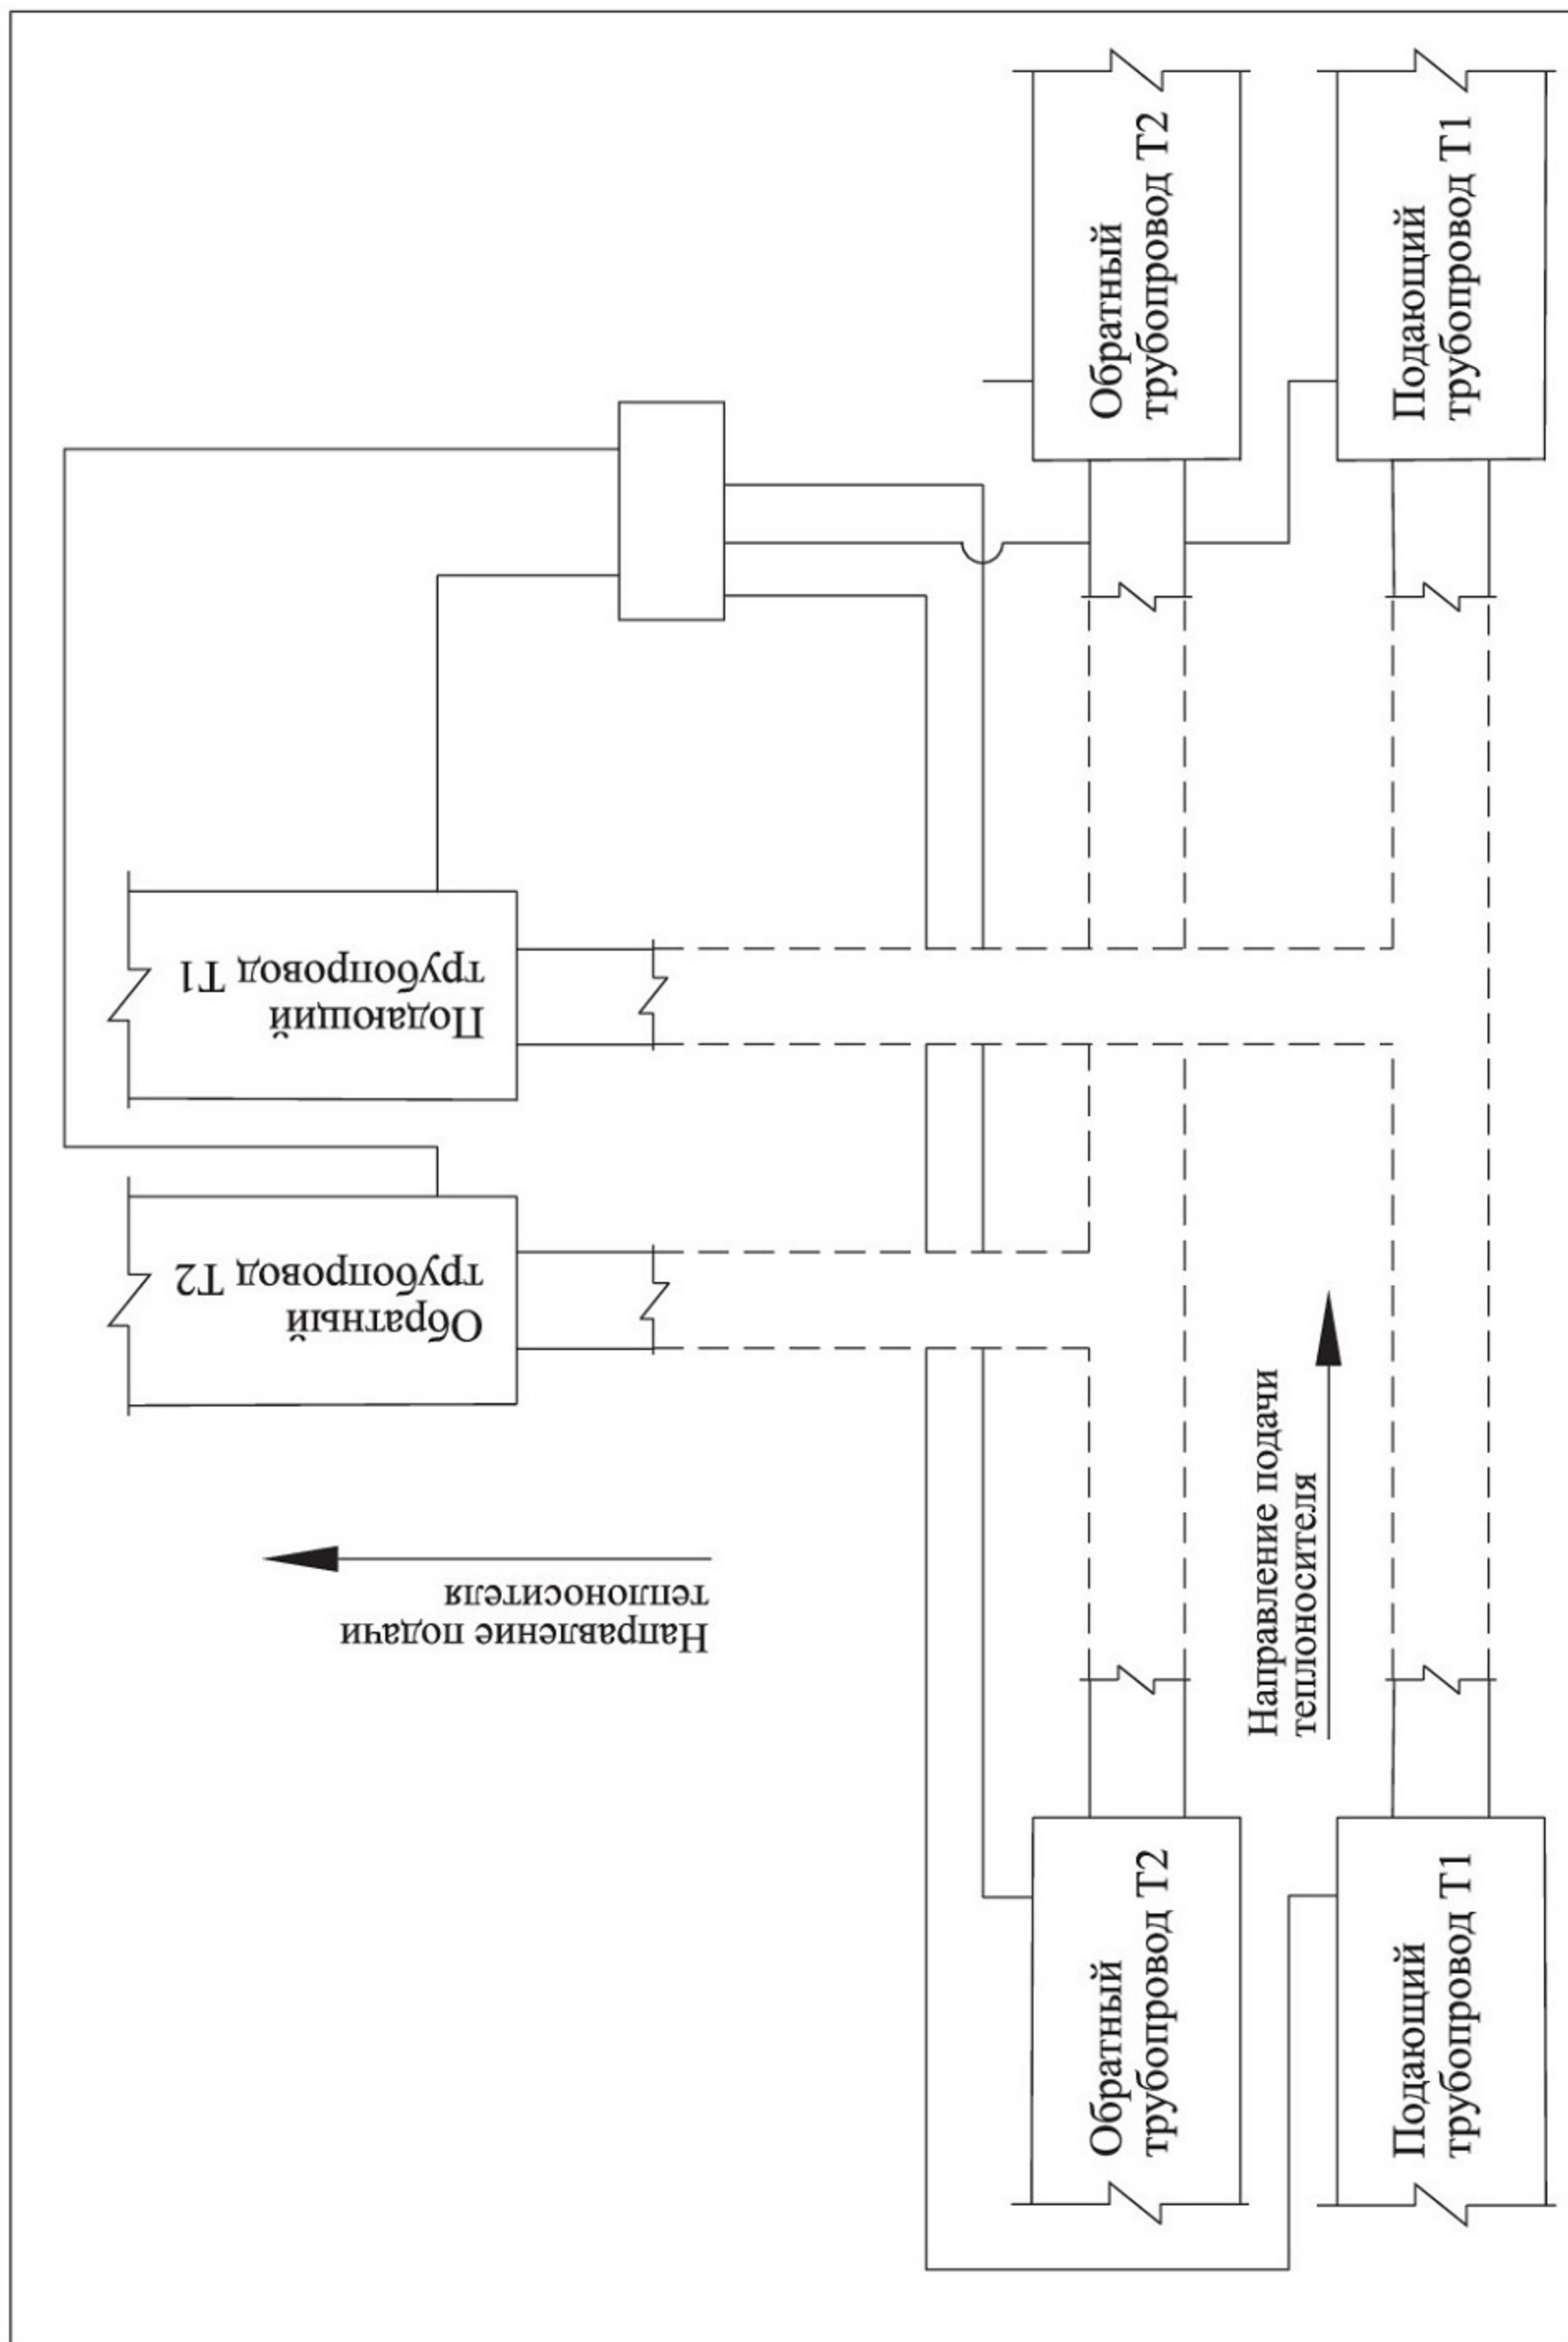 Обратный
трубопровод Т2
Подающий
трубопровод Т1
Направление подачи
теплоносителя
Подающий
трубопровод Т1
Обратный
трубопровод Т2
Направление подачи
теплоносителя
Обратный
трубопровод Т2
Подающий
трубопровод Т1